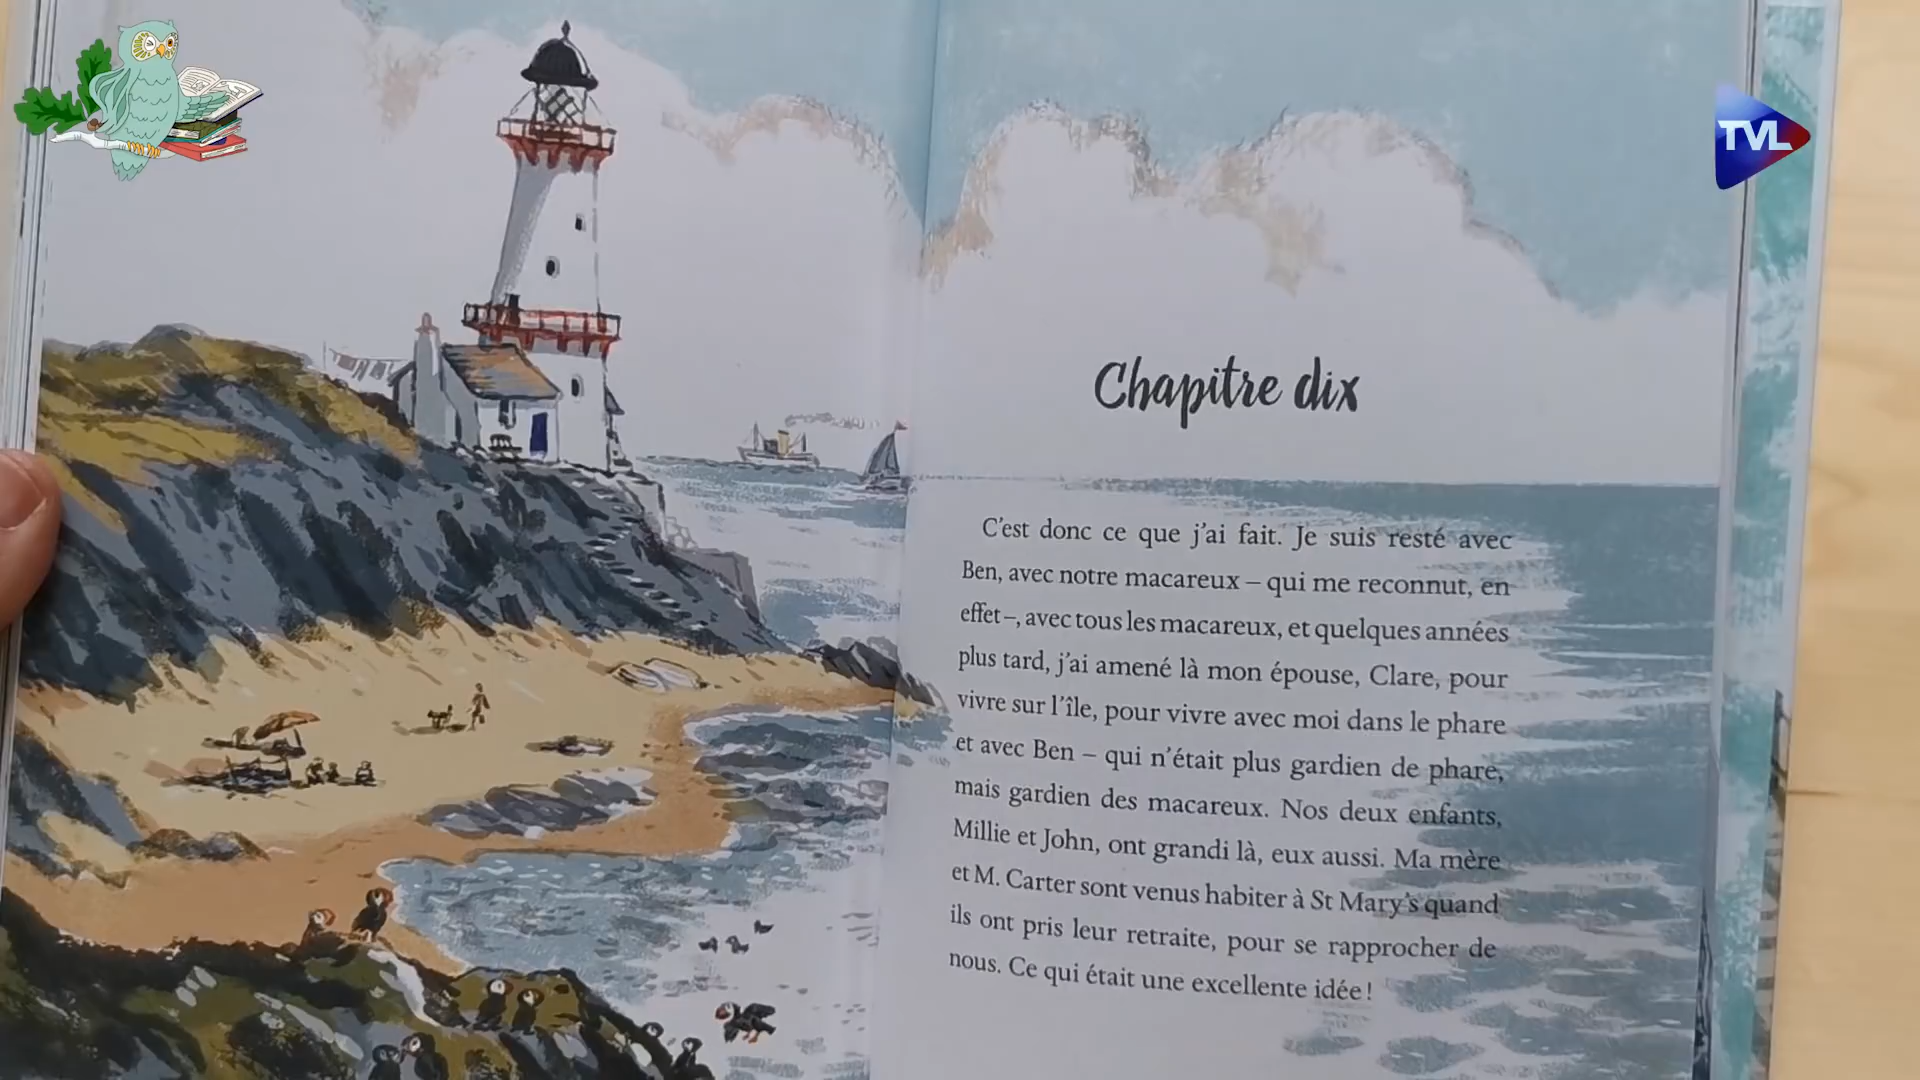 TVL
Chapitre dix
C'est donc ce que j'ai fait. Je suis resté avec
Ben, avec notre macareux – qui me reconnut, en
effet –, avec tous les macareux, et quelques années
plus tard, j'ai amené là mon épouse, Clare, pour
vivre sur l'île, pour vivre avec moi dans le phare
et avec Ben – qui n'était plus gardien de phare,
mais gardien des macareux. Nos deux enfants,
Millie et John, ont grandi là, eux aussi. Ma mère
et M. Carter sont venus habiter à St Mary's quand
ils ont pris leur retraite, pour se rapprocher de
nous. Ce qui était une excellente idée !